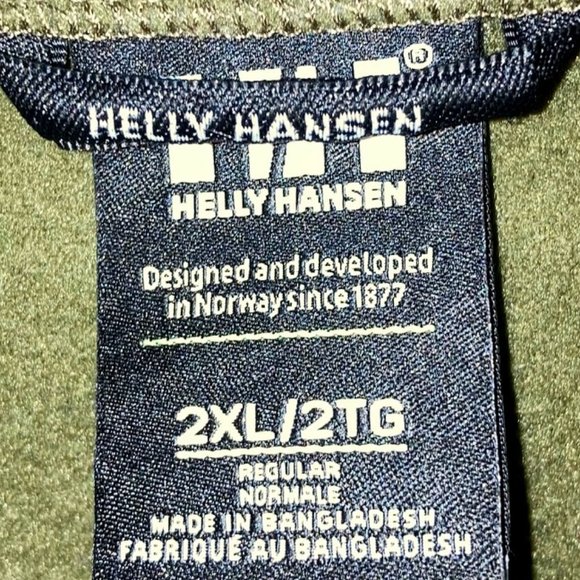 ®
HELLY HANSEN
HELLY HANSEN
Designed and developed
in Norway since 1877
2XL/2TG
REGULAR
NORMALE
MADE IN BANGLADESH
FABRIQUÉ AU BANGLADESH